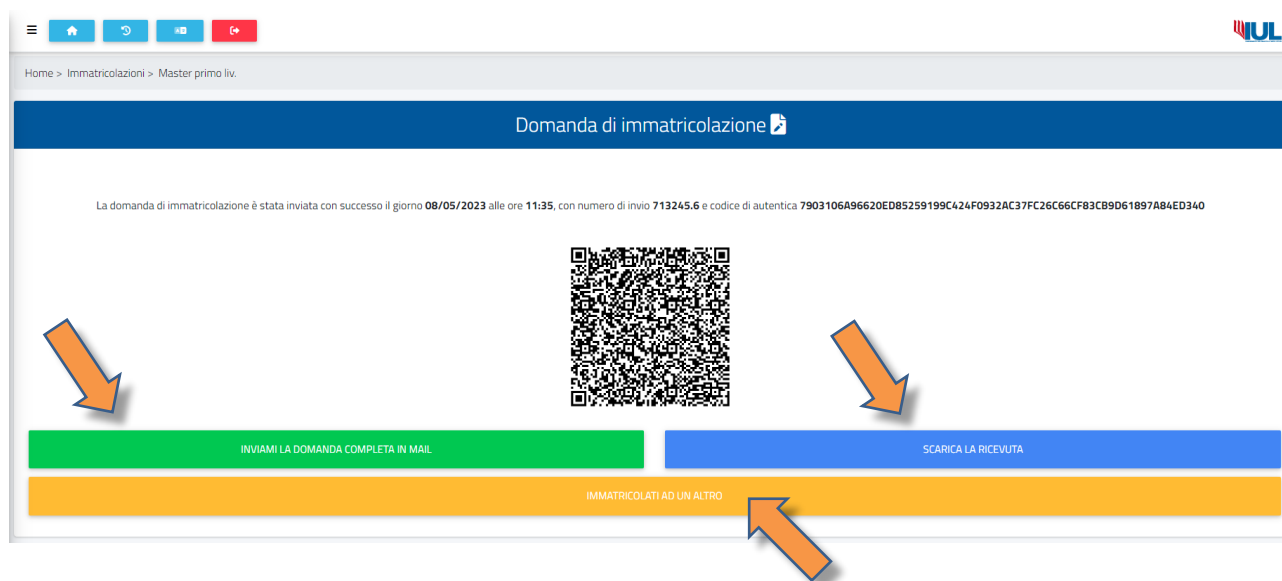 IUL
Home > Immatricolazioni > Master primo liv.
Domanda di immatricolazione
La domanda di immatricolazione è stata inviata con successo il giorno 08/05/2023 alle ore 11:35, con numero di invio 713245.6 e codice di autentica 7903106A96620ED85259199C424F0932AC37FC26C66CF83CB9D61897A84ED340
INVIAMI LA DOMANDA COMPLETA IN MAIL
SCARICA LA RICEVUTA
IMMATRICOLATI AD UN ALTRO